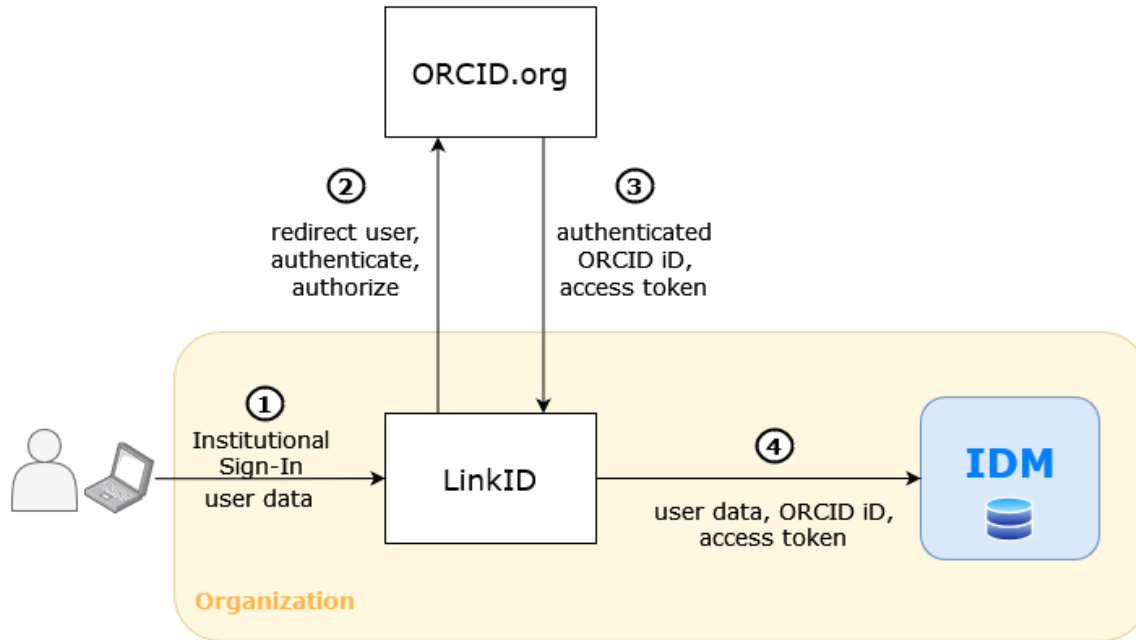 ORCID.org
2
redirect user,
authenticate,
authorize
3
authenticated
ORCID iD,
access token
1
Institutional
Sign-In
user data
LinkID
4
user data, ORCID iD,
access token
IDM
Organization